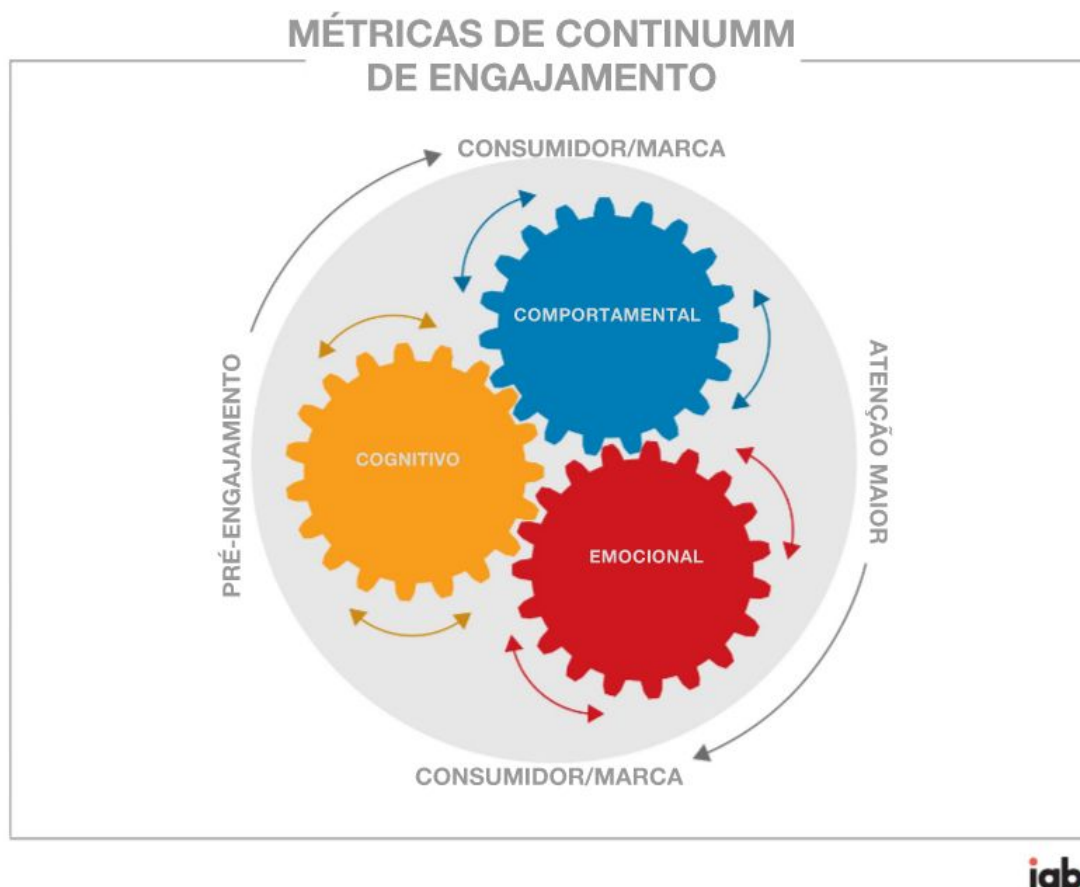 MÉTRICAS DE CONTINUMM
DE ENGAJAMENTO
CONSUMIDOR/MARCA
COMPORTAMENTAL
PRÉ-ENGAJAMENTO
COGNITIVO
ATENÇÃO MAIOR
EMOCIONAL
CONSUMIDOR/MARCA
iab